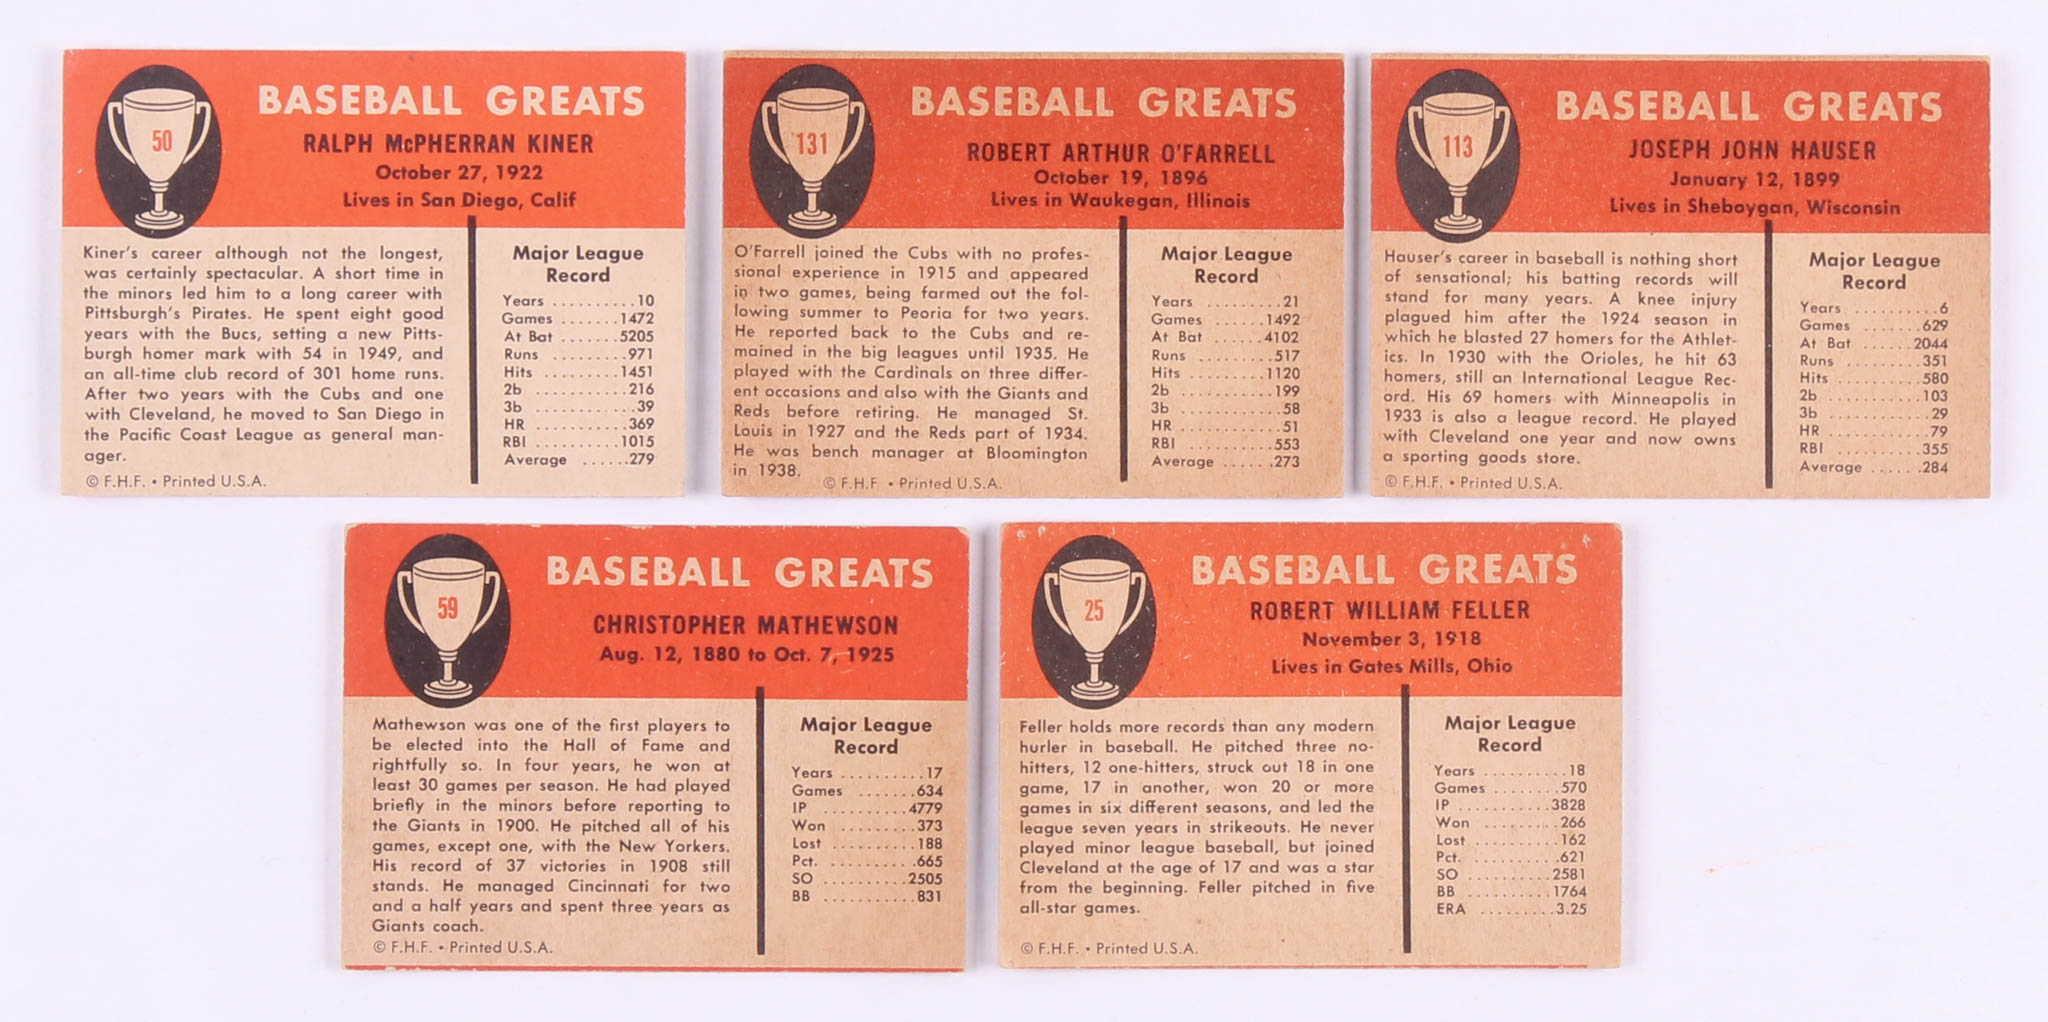 50
BASEBALL GREATS
RALPH McPHERRAN KINER
October 27, 1922
Lives in San Diego, Calif
Kiner's career although not the longest,
was certainly spectacular. A short time in
the minors led him to a long career with
Pittsburgh's Pirates. He spent eight good
years with the Bucs, setting a new Pitts-
burgh homer mark with 54 in 1949, and
an all-time club record of 301 home runs.
After two years with the Cubs and one
with Cleveland, he moved to San Diego in
the Pacific Coast League as general man-
ager.
© F.H.F. • Printed U.S.A.
Major League
Record
Years ..........10
Games .......1472
At Bat .......5205
Runs .........971
Hits .........1451
2b ...........216
3b ............39
HR ..........369
RBI .........1015
Average ......279
131
BASEBALL GREATS
ROBERT ARTHUR O'FARRELL
October 19, 1896
Lives in Waukegan, Illinois
O'Farrell joined the Cubs with no profes-
sional experience in 1915 and appeared
in two games, being farmed out the fol-
lowing summer to Peoria for two years.
He reported back to the Cubs and re-
mained in the big leagues until 1935. He
played with the Cardinals on three differ-
ent occasions and also with the Giants and
Reds before retiring. He managed St.
Louis in 1927 and the Reds part of 1934.
He was bench manager at Bloomington
in 1938.
© F.H.F • Printed U.S.A.
Major League
Record
Years .........21
Games .......1492
At Bat .......4102
Runs .........517
Hits .........1120
2b ...........199
3b ............58
HR ...........51
RBI ..........553
Average ......273
113
BASEBALL GREATS
JOSEPH JOHN HAUSER
January 12, 1899
Lives in Sheboygan, Wisconsin
Hauser's career in baseball is nothing short
of sensational; his batting records will
stand for many years. A knee injury
plagued him after the 1924 season in
which he blasted 27 homers for the Athlet-
ics. In 1930 with the Orioles, he hit 63
homers, still an International League Rec-
ord. His 69 homers with Minneapolis in
1933 is also a league record. He played
with Cleveland one year and now owns
a sporting goods store.
© F.H.F. • Printed U.S.A.
Major League
Record
Years ..........6
Games ........629
At Bat .......2044
Runs .........351
Hits ..........580
2b ...........103
3b ............29
HR ...........79
RBI ..........355
Average ......284
59
BASEBALL GREATS
CHRISTOPHER MATHEWSON
Aug. 12, 1880 to Oct. 7, 1925
Mathewson was one of the first players to
be elected into the Hall of Fame and
rightfully so. In four years, he won at
least 30 games per season. He had played
briefly in the minors before reporting to
the Giants in 1900. He pitched all of his
games, except one, with the New Yorkers.
His record of 37 victories in 1908 still
stands. He managed Cincinnati for two
and a half years and spent three years as
Giants coach.
© F.H.F. • Printed U.S.A.
Major League
Record
Years ..........17
Games .......634
IP ...........4779
Won .........373
Lost ..........188
Pct. ..........665
SO ..........2505
BB ...........831
25
BASEBALL GREATS
ROBERT WILLIAM FELLER
November 3, 1918
Lives in Gates Mills, Ohio
Feller holds more records than any modern
hurler in baseball. He pitched three no-
hitters, 12 one-hitters, struck out 18 in one
game, 17 in another, won 20 or more
games in six different seasons, and led the
league seven years in strikeouts. He never
played minor league baseball, but joined
Cleveland at the age of 17 and was a star
from the beginning. Feller pitched in five
all-star games.
© F.H.F. • Printed U.S.A.
Major League
Record
Years ..........18
Games ........570
IP ...........3828
Won .........266
Lost ..........162
Pct. ..........621
SO ..........2581
BB ..........1764
ERA .........3.25